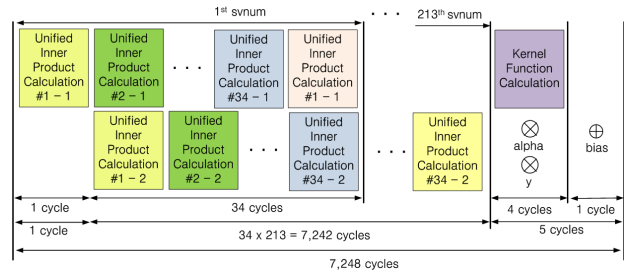 1st svnum
. . .
213th svnum
Unified
Inner
Product
Calculation
#1 – 1
Unified
Inner
Product
Calculation
#2 – 1
. . .
Unified
Inner
Product
Calculation
#34 – 1
Unified
Inner
Product
Calculation
#1 – 1
Kernel
Function
Calculation
Unified
Inner
Product
Calculation
#1 – 2
Unified
Inner
Product
Calculation
#2 – 2
. . .
Unified
Inner
Product
Calculation
#34 – 2
. . .
Unified
Inner
Product
Calculation
#34 – 2
⊗
alpha
⊗
y
⊕
bias
1 cycle
34 cycles
4 cycles
1 cycle
1 cycle
34 x 213 = 7,242 cycles
5 cycles
7,248 cycles